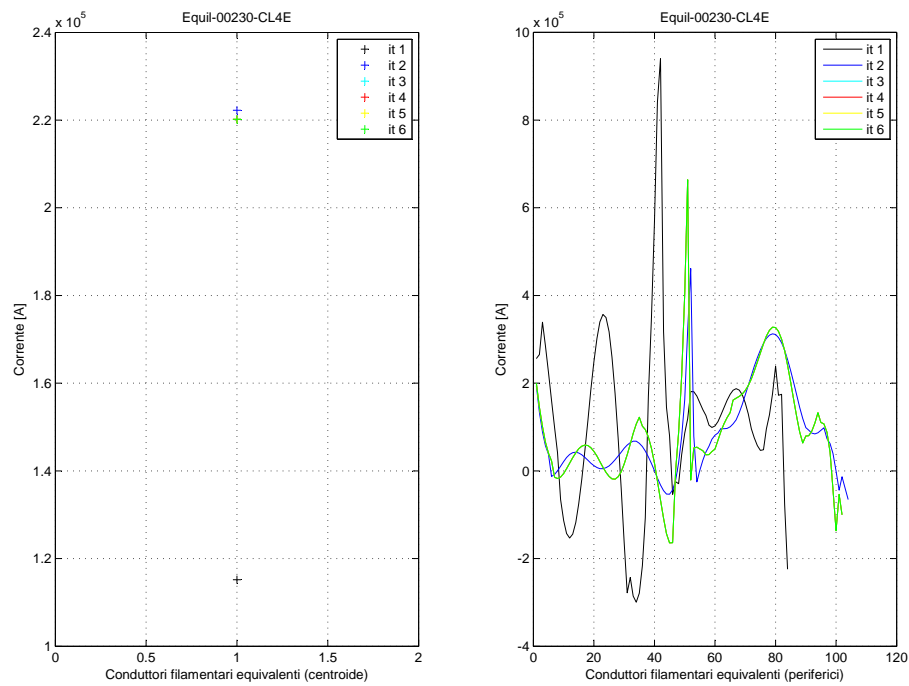 Equil-00230-CL4E
x 10^5
2.4
2.2
2
1.8
1.6
1.4
1.2
1
0
0.5
1
1.5
2
Corrente [A]
Conduttori filamentari equivalenti (centroide)
it 1
it 2
it 3
it 4
it 5
it 6
Equil-00230-CL4E
x 10^5
10
8
6
4
2
0
-2
-4
0
20
40
60
80
100
120
Corrente [A]
Conduttori filamentari equivalenti (periferici)
it 1
it 2
it 3
it 4
it 5
it 6